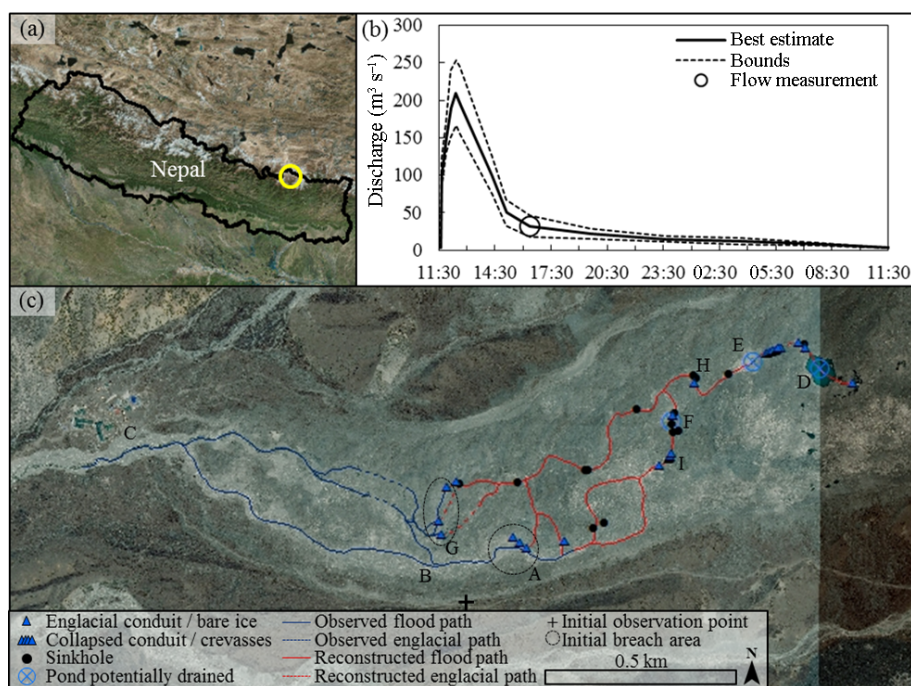 (a)
Nepal
(b)
Discharge (m³ s⁻¹)
300
250
200
150
100
50
0
11:30 14:30 17:30 20:30 23:30 02:30 05:30 08:30 11:30
Best estimate
Bounds
Flow measurement
(c)
H
E
D
F
C
I
G
B
A
Englacial conduit / bare ice
Collapsed conduit / crevasses
Sinkhole
Pond potentially drained
Observed flood path
Observed englacial path
Reconstructed flood path
Reconstructed englacial path
Initial observation point
Initial breach area
0.5 km
N